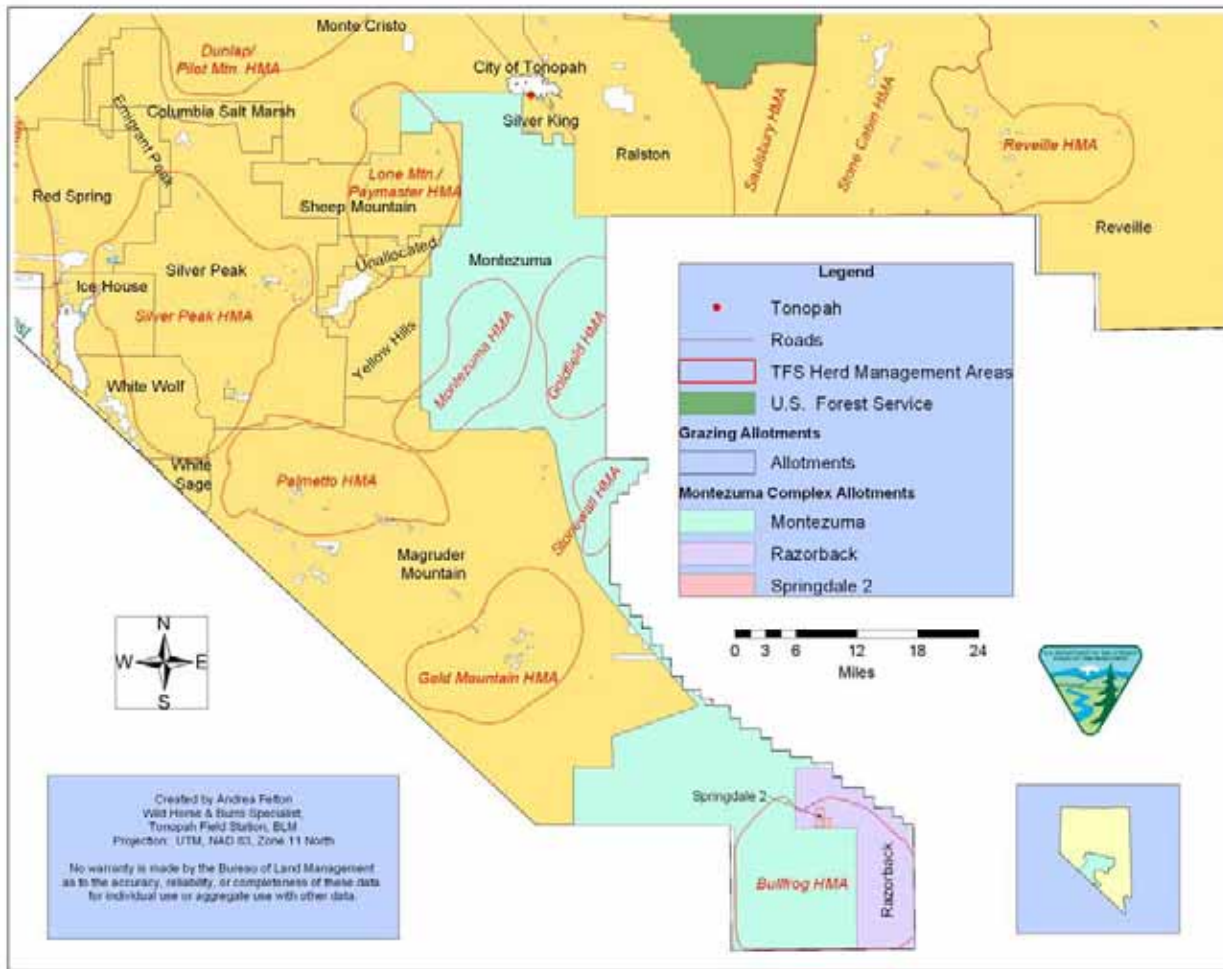 Monte Cristo
Dunlap/
Pilot Mtn. HMA
City of Tonopah
Columbia Salt Marsh
Emigrant Peak
Silver King
Saulsbury HMA
Stone Cabin HMA
Reveille HMA
Ralston
Lone Mtn./
Paymaster HMA
Red Spring
Sheep Mountain
Reveille
Unallocated
Montezuma
Silver Peak
Ice House
Silver Peak HMA
Yellow Hills
Montezuma HMA
Goldfield HMA
White Wolf
White
Sage
Palmetto HMA
Stonewall HMA
Magruder
Mountain
Gold Mountain HMA
Legend
Tonopah
Roads
TFS Herd Management Areas
U.S. Forest Service
Grazing Allotments
Allotments
Montezuma Complex Allotments
Montezuma
Razorback
Springdale 2
0 3 6 12 18 24
Miles
N
W E
S
Springdale 2
Bullfrog HMA
Razorback
Created by Andrea Felton
Wild Horse & Burro Specialist,
Tonopah Field Station, BLM
Projection: UTM, NAD 83, Zone 11 North
No warranty is made by the Bureau of Land Management
as to the accuracy, reliability, or completeness of these data
for individual use or aggregate use with other data.